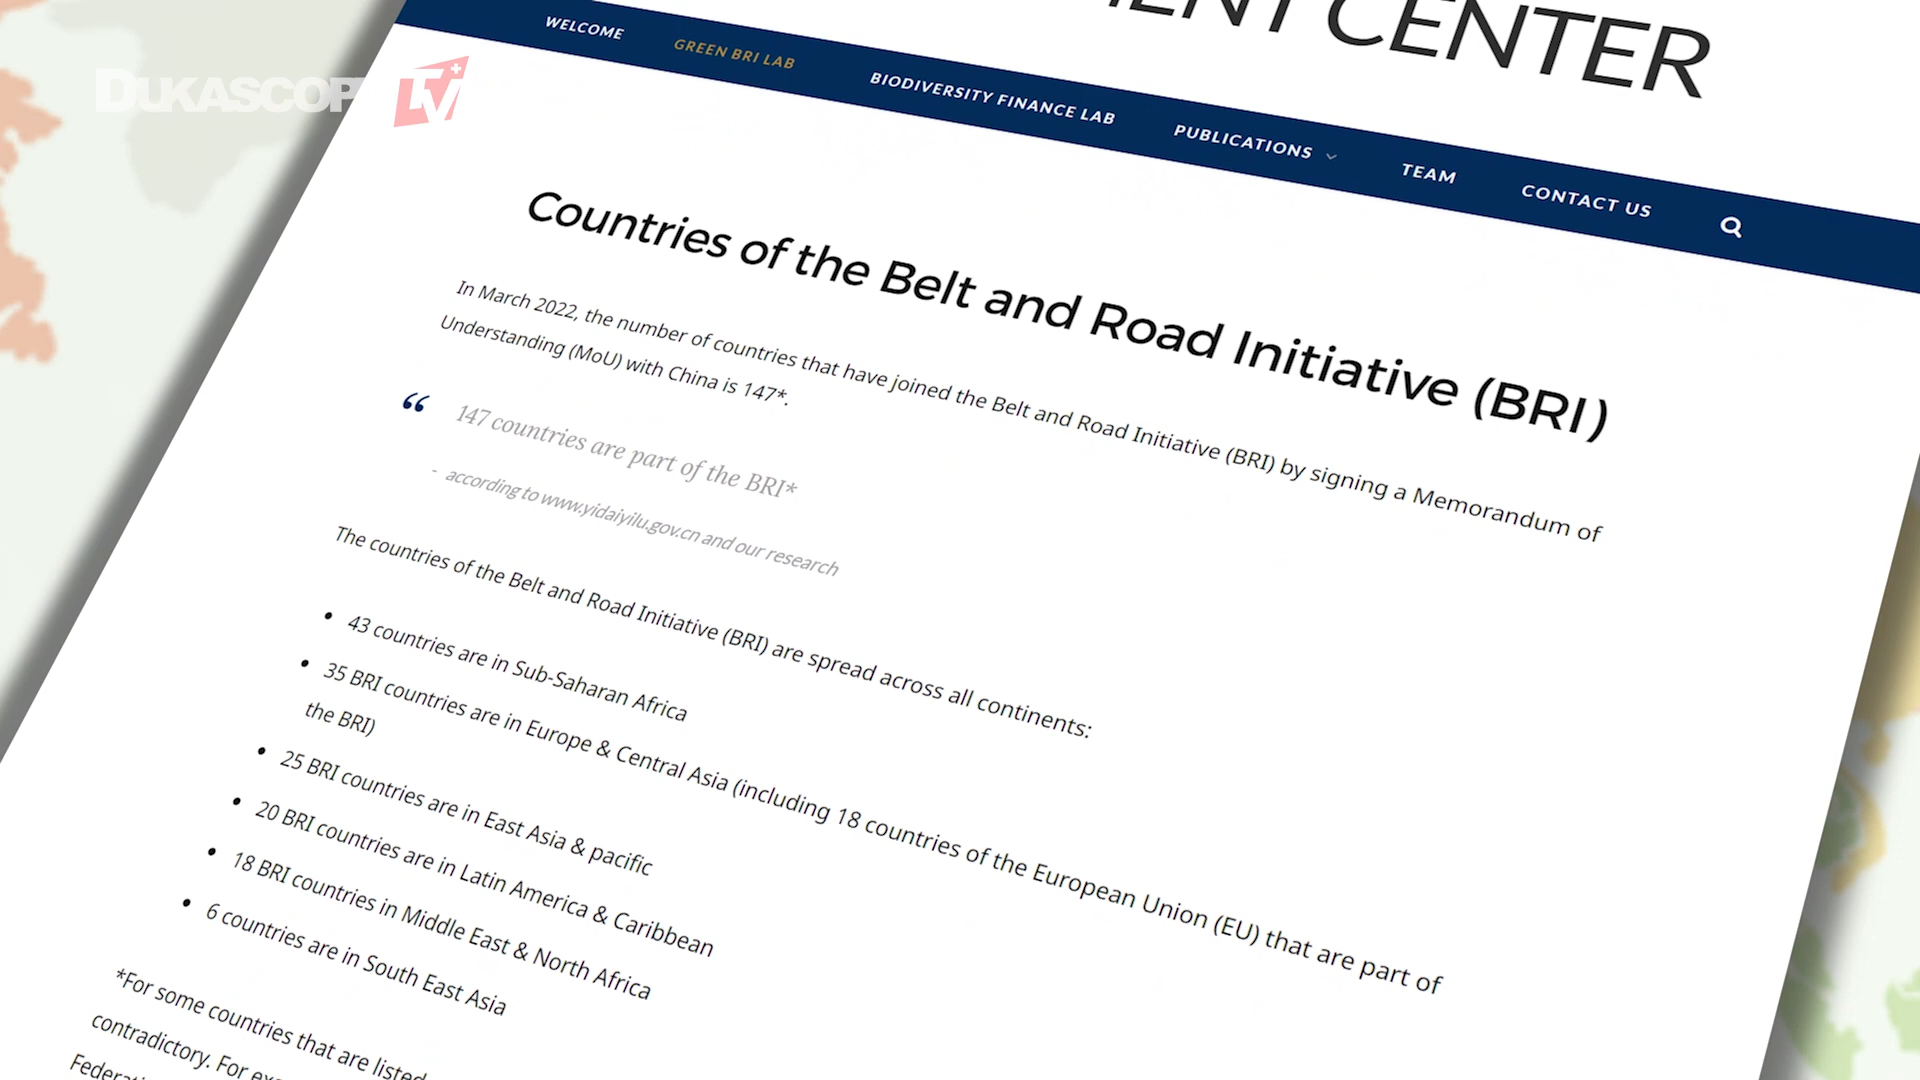 CENTER
DUKASCOP TV
WELCOME GREEN BRI LAB BIODIVERSITY FINANCE LAB PUBLICATIONS TEAM CONTACT US
Countries of the Belt and Road Initiative (BRI)
In March 2022, the number of countries that have joined the Belt and Road Initiative (BRI) by signing a Memorandum of
Understanding (MoU) with China is 147*.
“ 147 countries are part of the BRI*
- according to www.yidaiyilu.gov.cn and our research
The countries of the Belt and Road Initiative (BRI) are spread across all continents:
• 43 countries are in Sub-Saharan Africa
• 35 BRI countries are in Europe & Central Asia (including 18 countries of the European Union (EU) that are part of
the BRI)
• 25 BRI countries are in East Asia & pacific
• 20 BRI countries are in Latin America & Caribbean
• 18 BRI countries in Middle East & North Africa
• 6 countries are in South East Asia
*For some countries that are listed
contradictory. For